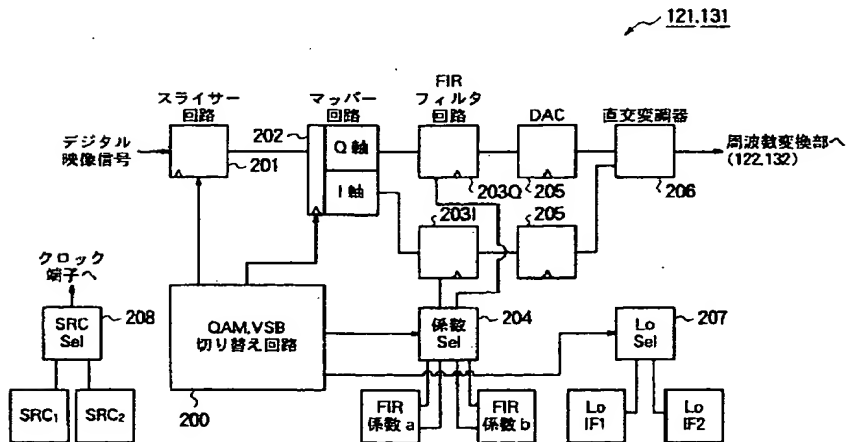 121,131
スライサー
回路
マッパー
回路
FIR
フィルタ
回路
DAC
直交変調器
デジタル
映像信号
201
202
Q 軸
I 軸
203Q
205
206
周波数変換部へ
(122,132)
203I
205
クロック
端子へ
SRC
Sel
208
QAM,VSB
切り替え回路
200
係数
Sel
204
Lo
Sel
207
SRC₁
SRC₂
FIR
係数 a
FIR
係数 b
Lo
IF1
Lo
IF2